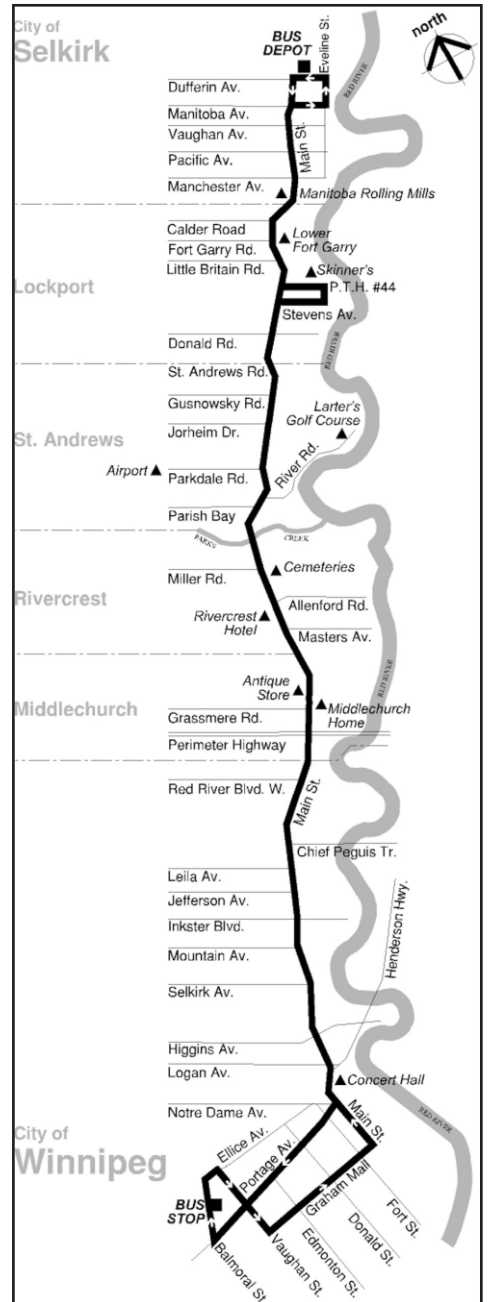 City of
Selkirk
BUS
DEPOT
Eveline St.
north
RED RIVER
Dufferin Av.
Manitoba Av.
Vaughan Av.
Main St.
Pacific Av.
Manchester Av.
Manitoba Rolling Mills
Calder Road
Lower
Fort Garry
Fort Garry Rd.
Little Britain Rd.
Skinner's
Lockport
P.T.H. #44
Stevens Av.
Donald Rd.
RED RIVER
St. Andrews Rd.
Gusnowsky Rd.
Larter's
Golf Course
Jorheim Dr.
St. Andrews
River Rd.
Airport
Parkdale Rd.
Parish Bay
PARKS
CREEK
Cemeteries
Miller Rd.
Rivercrest
Allenford Rd.
Rivercrest
Hotel
Masters Av.
RED RIVER
Antique
Store
Middlechurch
Middlechurch
Home
Grassmere Rd.
Perimeter Highway
Red River Blvd. W.
Main St.
Chief Peguis Tr.
Leila Av.
Jefferson Av.
Inkster Blvd.
Henderson Hwy.
Mountain Av.
Selkirk Av.
Higgins Av.
Logan Av.
Concert Hall
Notre Dame Av.
Main St.
RED RIVER
City of
Winnipeg
Ellice Av.
Portage Av.
Graham Mall
BUS
STOP
Fort St.
Donald St.
Edmonton St.
Vaughan St.
Balmoral St.